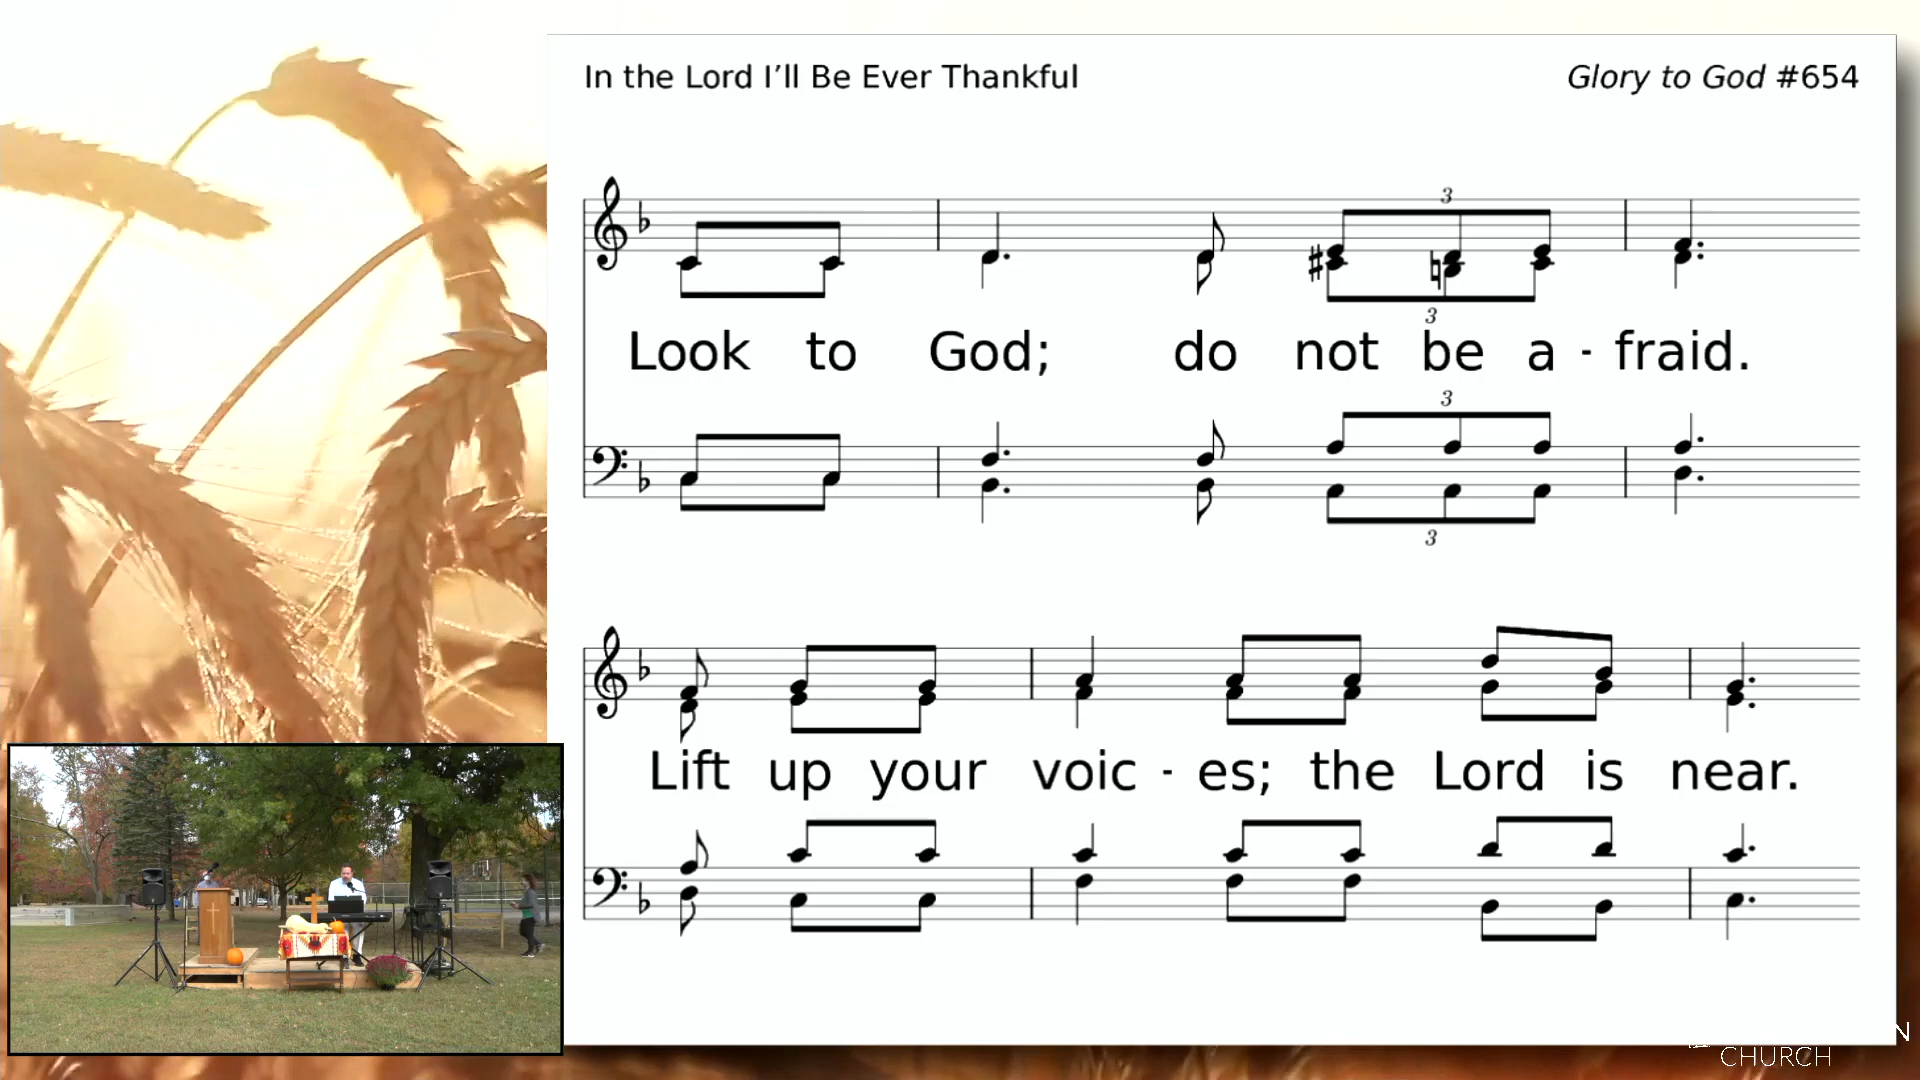 In the Lord I’ll Be Ever Thankful
Glory to God #654
3
3
Look to God; do not be a - fraid.
3
3
Lift up your voic - es; the Lord is near.
N
CHURCH